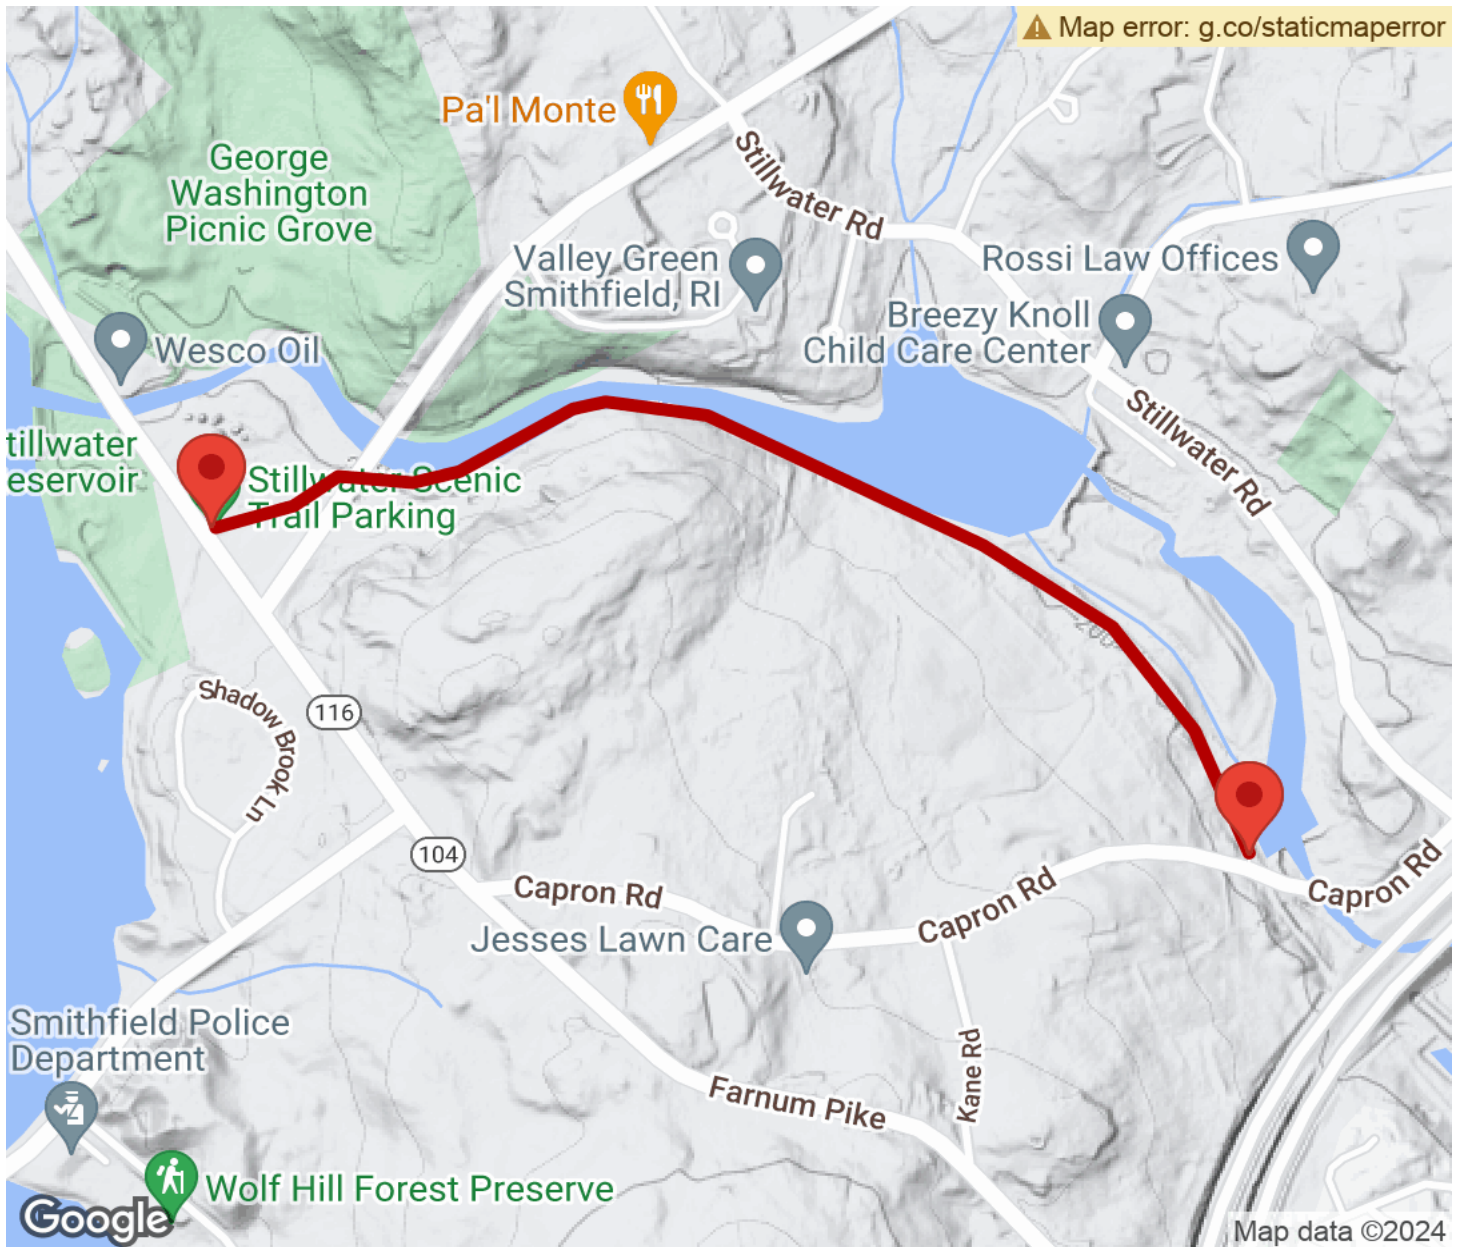 Map error: g.co/staticmaperror
Pa'l Monte
George
Washington
Picnic Grove
Stillwater Rd
Valley Green
Smithfield, RI
Rossi Law Offices
Breezy Knoll
Child Care Center
Wesco Oil
Stillwater Rd
tillwater
eservoir
Stillwater Scenic
Trail Parking
200
Shadow Brook Ln
116
104
Capron Rd
Capron Rd
Capron Rd
Jesses Lawn Care
Smithfield Police
Department
Kane Rd
Farnum Pike
Wolf Hill Forest Preserve
Google
Map data ©2024